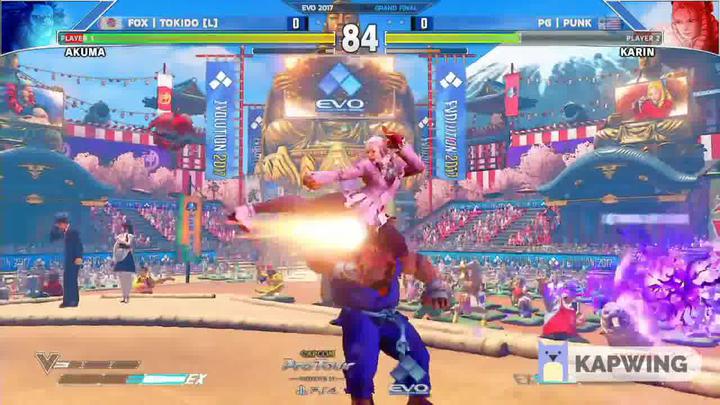 EVO 2017
GRAND FINAL
FOX | TOKIDO [L]
0
0
PG | PUNK
PLAYER 1
84
PLAYER 2
AKUMA
KARIN
EVO
EVOLUTION 2017
EVOLUTION 2017
V
EX
CAPCOM
Pro Tour
PS4
EVO
KAPWING